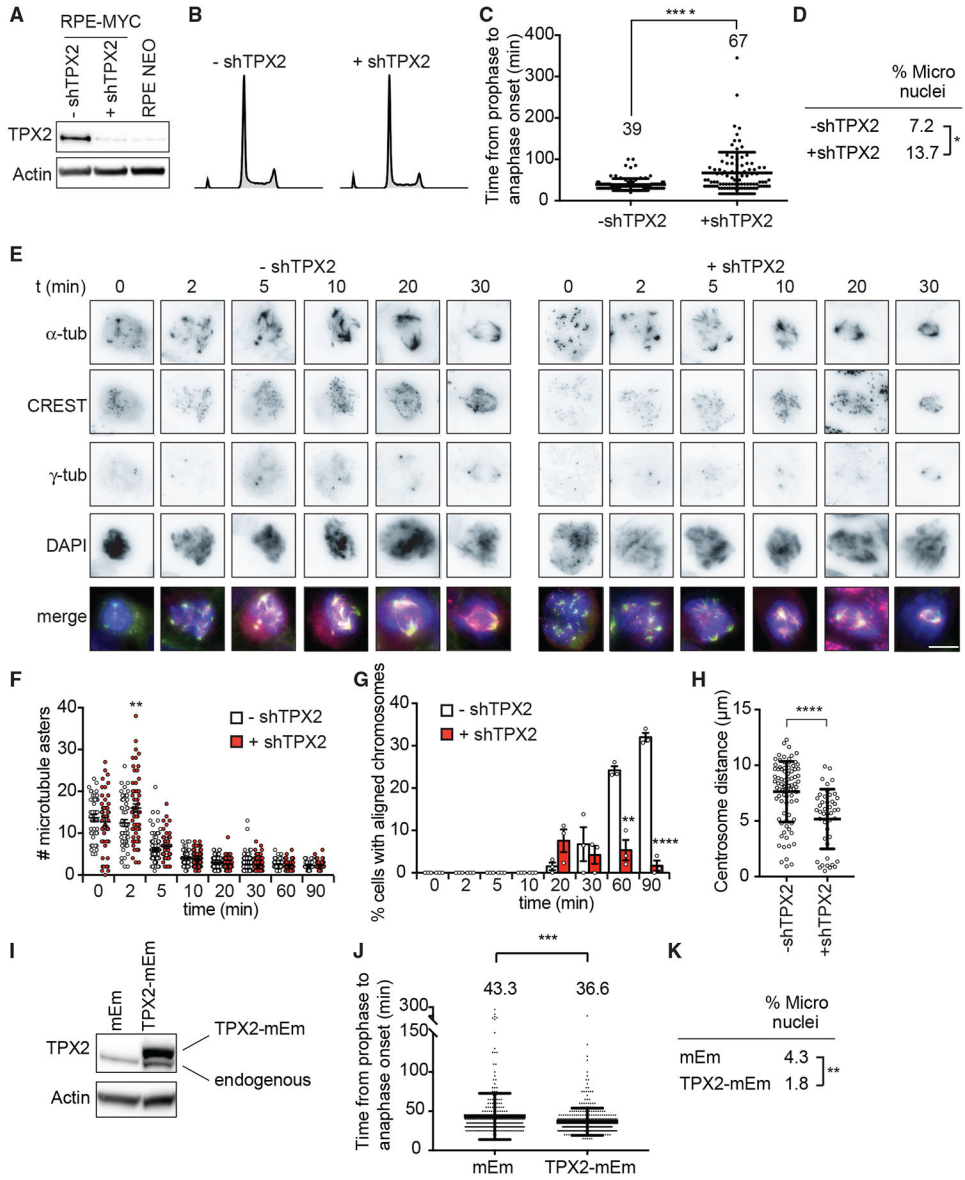 A
RPE-MYC
- shTPX2
+ shTPX2
RPE NEO
TPX2
Actin
B
- shTPX2
+ shTPX2
C
Time from prophase to
anaphase onset (min)
400
300
200
100
0
****
39
67
-shTPX2
+shTPX2
D
% Micro
nuclei
-shTPX2 7.2
+shTPX2 13.7
*
E
- shTPX2
+ shTPX2
t (min) 0 2 5 10 20 30 0 2 5 10 20 30
α-tub
CREST
γ-tub
DAPI
merge
F
# microtubule asters
40
30
20
10
0
**
- shTPX2
+ shTPX2
0 2 5 10 20 30 60 90
time (min)
G
% cells with aligned chromosomes
40
30
20
10
0
- shTPX2
+ shTPX2
**
****
0 2 5 10 20 30 60 90
time (min)
H
Centrosome distance (μm)
15
10
5
0
****
-shTPX2
+shTPX2
I
mEm
TPX2-mEm
TPX2
Actin
TPX2-mEm
endogenous
J
Time from prophase to
anaphase onset (min)
300
150
100
50
0
***
43.3
36.6
mEm
TPX2-mEm
K
% Micro
nuclei
mEm 4.3
TPX2-mEm 1.8
**